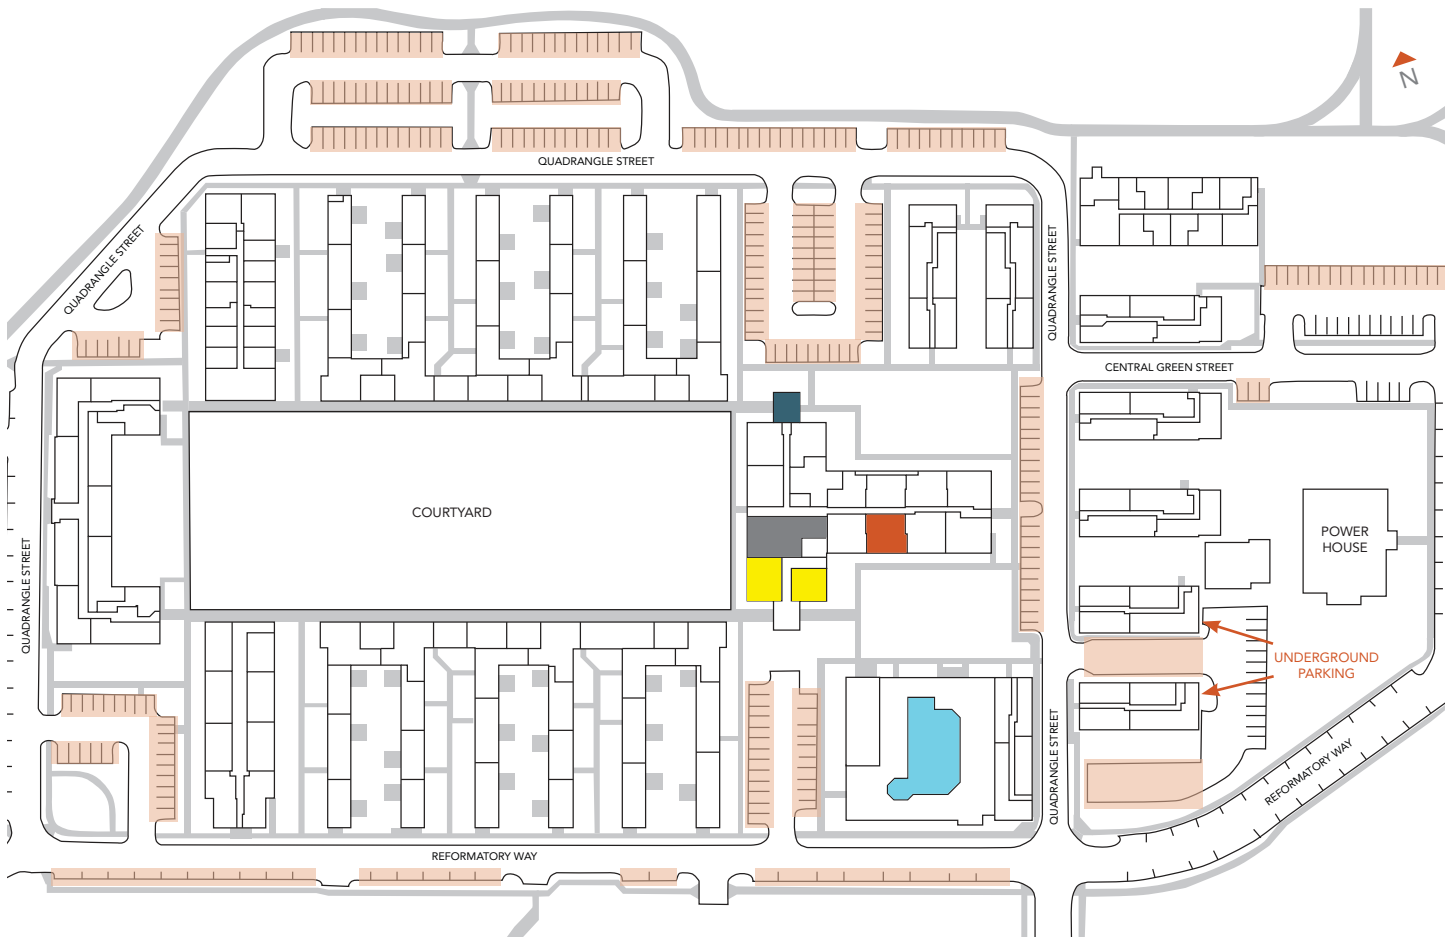 N
QUADRANGLE STREET
QUADRANGLE STREET
QUADRANGLE STREET
CENTRAL GREEN STREET
COURTYARD
POWER
HOUSE
QUADRANGLE STREET
UNDERGROUND
PARKING
QUADRANGLE STREET
REFORMATORY WAY
REFORMATORY WAY